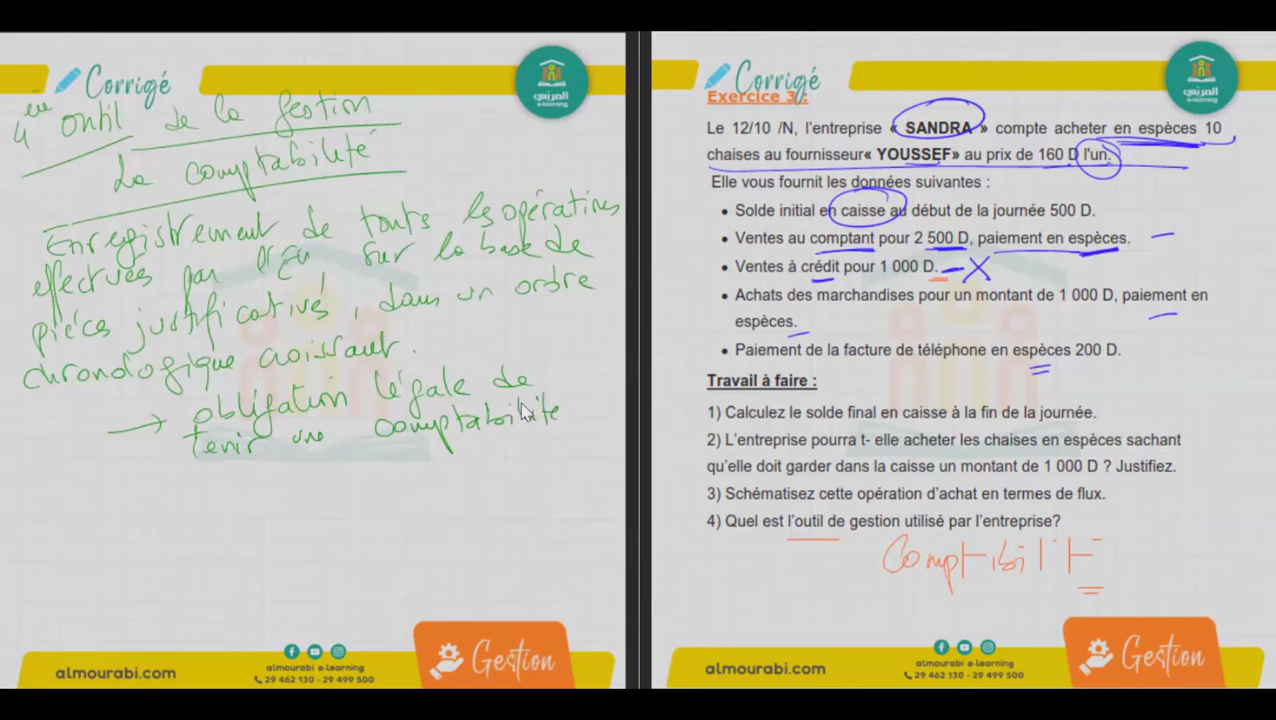 Corrigé
المربي
e-learning
4ème outil de la gestion
La comptabilité
Enregistrement de touts les opérations
effectuées par l'E/se sur la base de
pièces justificatives, dans un ordre
chronologique croissant.
→ obligation légale de
tenir une comptabilité
almourabi.com
almourabi e-learning
29 462 130 - 29 499 500
Gestion
Corrigé
المربي
e-learning
Exercice 3 :
Le 12/10 /N, l'entreprise « SANDRA » compte acheter en espèces 10
chaises au fournisseur« YOUSSEF» au prix de 160 D l'un.
Elle vous fournit les données suivantes :
• Solde initial en caisse au début de la journée 500 D.
• Ventes au comptant pour 2 500 D, paiement en espèces.
• Ventes à crédit pour 1 000 D.
• Achats des marchandises pour un montant de 1 000 D, paiement en
espèces.
• Paiement de la facture de téléphone en espèces 200 D.
Travail à faire :
1) Calculez le solde final en caisse à la fin de la journée.
2) L'entreprise pourra t- elle acheter les chaises en espèces sachant
qu'elle doit garder dans la caisse un montant de 1 000 D ? Justifiez.
3) Schématisez cette opération d'achat en termes de flux.
4) Quel est l'outil de gestion utilisé par l'entreprise?
almourabi.com
almourabi e-learning
29 462 130 - 29 499 500
Gestion